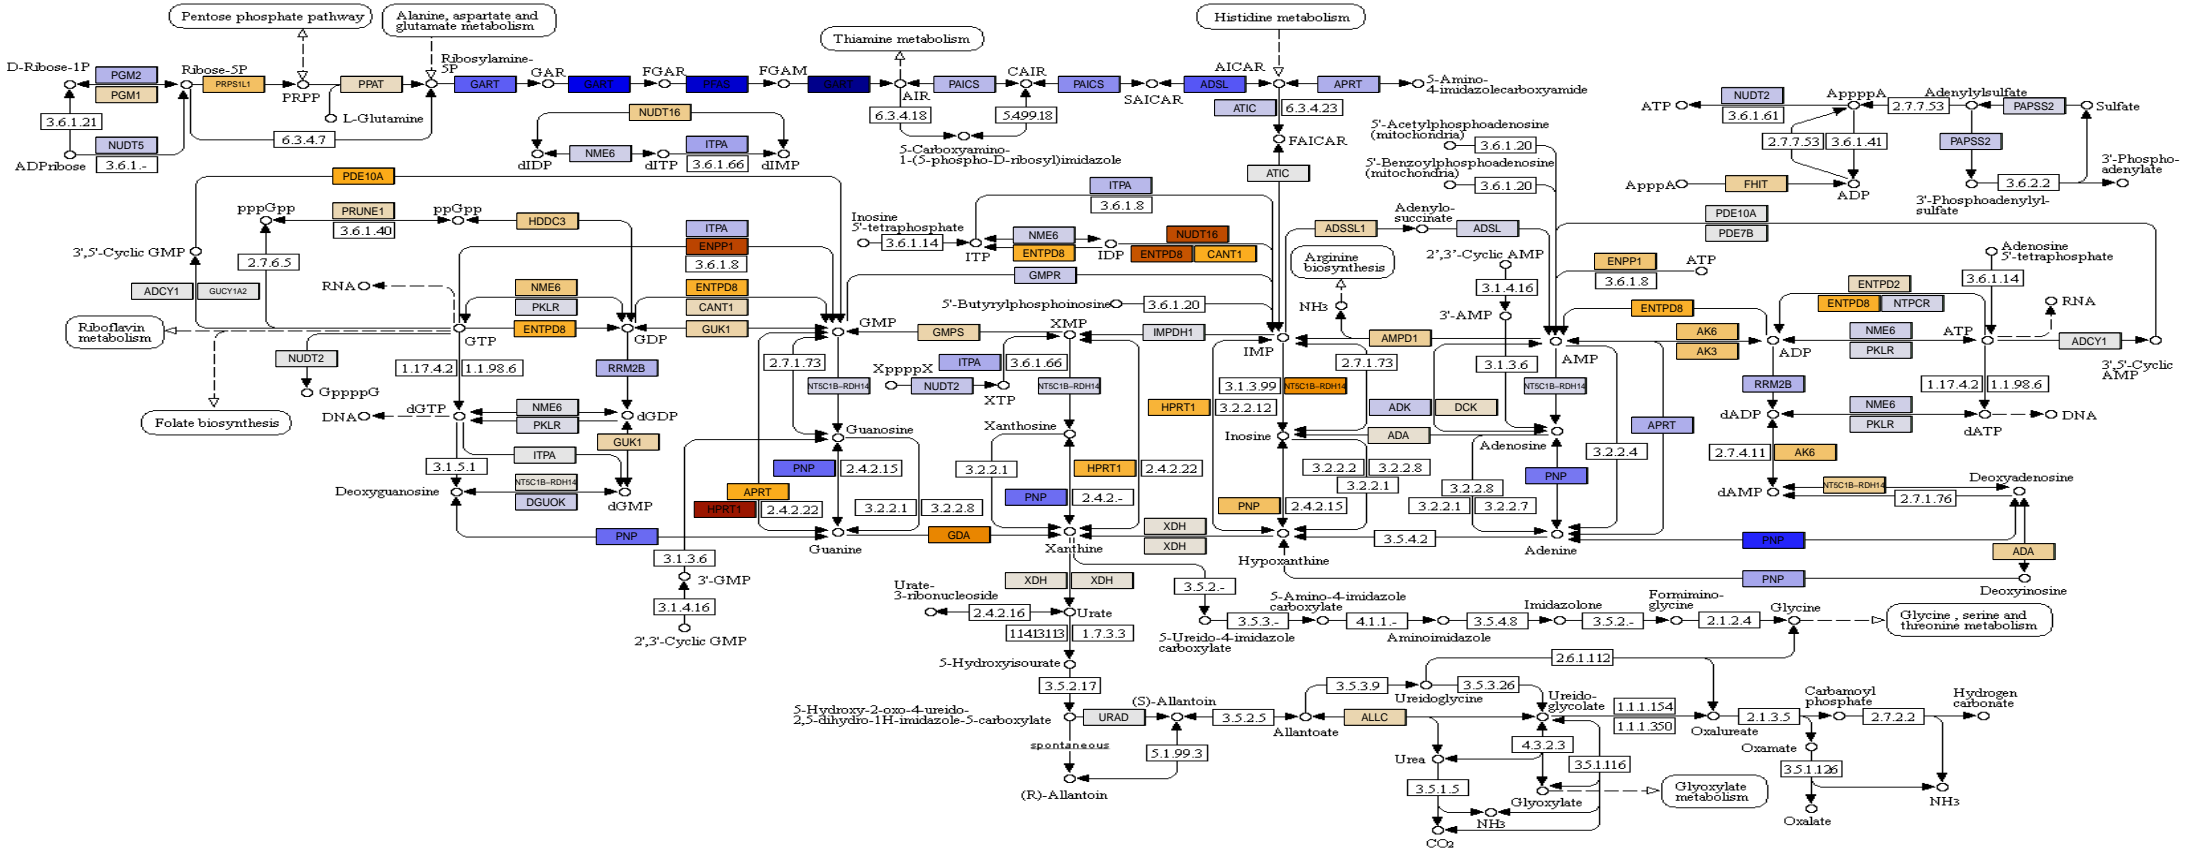 Pentose phosphate pathway
Alanine, aspartate and
glutamate metabolism
Histidine metabolism
Thiamine metabolism
D-Ribose-1P
PGM2
PGM1
Ribose-5P
PRPS1L1
PRPP
PPAT
L-Glutamine
Ribosylamine-
5P
GART
GAR
GART
FGAR
PFAS
FGAM
GART
AIR
PAICS
CAIR
PAICS
SAICAR
ADSL
AICAR
APRT
5-Amino-
4-imidazolecarboxyamide
3.6.1.21
NUDT5
3.6.1.-
ADPribose
6.3.4.7
NUDT16
dIDP
NME6
dITP
ITPA
3.6.1.66
dIMP
6.3.4.18
5.4.99.18
5-Carboxyamino-
1-(5-phospho-D-ribosyl)imidazole
ATIC
6.3.4.23
FAICAR
ATIC
5'-Acetylphosphoadenosine
(mitochondria)
3.6.1.20
5'-Benzoylphosphoadenosine
(mitochondria)
3.6.1.20
ATP
NUDT2
3.6.1.61
AppppA
2.7.7.53
Adenylylsulfate
PAPSS2
Sulfate
2.7.7.53
3.6.1.41
PAPSS2
ApppA
FHIT
ADP
3.6.2.2
3'-Phospho-
adenylate
3'-Phosphoadenylyl-
sulfate
PDE10A
pppGpp
PRUNE1
3.6.1.40
ppGpp
HDDC3
3',5'-Cyclic GMP
2.7.6.5
ITPA
ENPP1
3.6.1.8
ADCY1
GUCY1A2
RNA
NME6
PKLR
ENTPD8
ENTPD8
CANT1
GUK1
Riboflavin
metabolism
GTP
GDP
GMP
NUDT2
GppppG
Folate biosynthesis
1.17.4.2
1.1.98.6
RRM2B
DNA
dGTP
NME6
PKLR
dGDP
GUK1
3.1.5.1
ITPA
Deoxyguanosine
NT5C1B-RDH14
DGUOK
dGMP
PNP
ITPA
3.6.1.8
Inosine
5'-tetraphosphate
3.6.1.14
ITP
NME6
ENTPD8
IDP
NUDT16
ENTPD8
CANT1
GMPR
5'-Butyrylphosphoinosine
3.6.1.20
GMPS
XMP
IMPDH1
IMP
2.7.1.73
NT5C1B-RDH14
XppppX
ITPA
3.6.1.66
NUDT2
XTP
NT5C1B-RDH14
Guanosine
Xanthosine
PNP
2.4.2.15
APRT
HPRT1
2.4.2.22
3.2.2.1
3.2.2.8
Guanine
GDA
3.2.2.1
HPRT1
2.4.2.22
PNP
2.4.2.-
Xanthine
XDH
XDH
3.1.3.6
3'-GMP
3.1.4.16
2',3'-Cyclic GMP
ADSSL1
Adenylo-
succinate
ADSL
Arginine
biosynthesis
NH3
2',3'-Cyclic AMP
3.1.4.16
3'-AMP
AMPD1
2.7.1.73
3.1.3.6
AMP
3.1.3.99
NT5C1B-RDH14
HPRT1
3.2.2.12
ADK
DCK
NT5C1B-RDH14
Inosine
ADA
Adenosine
3.2.2.2
3.2.2.8
3.2.2.1
PNP
2.4.2.15
3.2.2.8
3.2.2.1
3.2.2.7
PNP
3.2.2.4
APRT
3.5.4.2
Adenine
Hypoxanthine
PDE10A
PDE7B
ENPP1
3.6.1.8
ATP
Adenosine
5'-tetraphosphate
3.6.1.14
ENTPD2
ENTPD8
NTPCR
RNA
ENTPD8
AK6
AK3
ADP
NME6
PKLR
ATP
ADCY1
3',5'-Cyclic
AMP
RRM2B
1.17.4.2
1.1.98.6
dADP
NME6
PKLR
dATP
DNA
2.7.4.11
AK6
dAMP
NT5C1B-RDH14
2.7.1.76
Deoxyadenosine
PNP
ADA
PNP
Deoxyinosine
XDH
XDH
Urate-
3-ribonucleoside
2.4.2.16
Urate
1.14.13.113
1.7.3.3
5-Hydroxyisourate
3.5.2.17
5-Hydroxy-2-oxo-4-ureido-
2,5-dihydro-1H-imidazole-5-carboxylate
URAD
(S)-Allantoin
spontaneous
5.1.99.3
(R)-Allantoin
3.5.2.-
5-Ureido-4-imidazole
carboxylate
3.5.3.-
5-Amino-4-imidazole
carboxylate
4.1.1.-
Aminoimidazole
3.5.4.8
Imidazolone
3.5.2.-
Formimino-
glycine
2.1.2.4
Glycine
Glycine, serine and
threonine metabolism
2.6.1.112
3.5.2.5
Allantoate
3.5.3.9
Ureidoglycine
3.5.3.26
ALLC
Ureido-
glycolate
1.1.1.154
1.1.1.350
Oxalureate
2.1.3.5
Carbamoyl
phosphate
2.7.2.2
Hydrogen
carbonate
Oxamate
3.5.1.126
Oxalate
NH3
Urea
4.3.2.3
3.5.1.116
3.5.1.5
Glyoxylate
Glyoxylate
metabolism
NH3
CO2